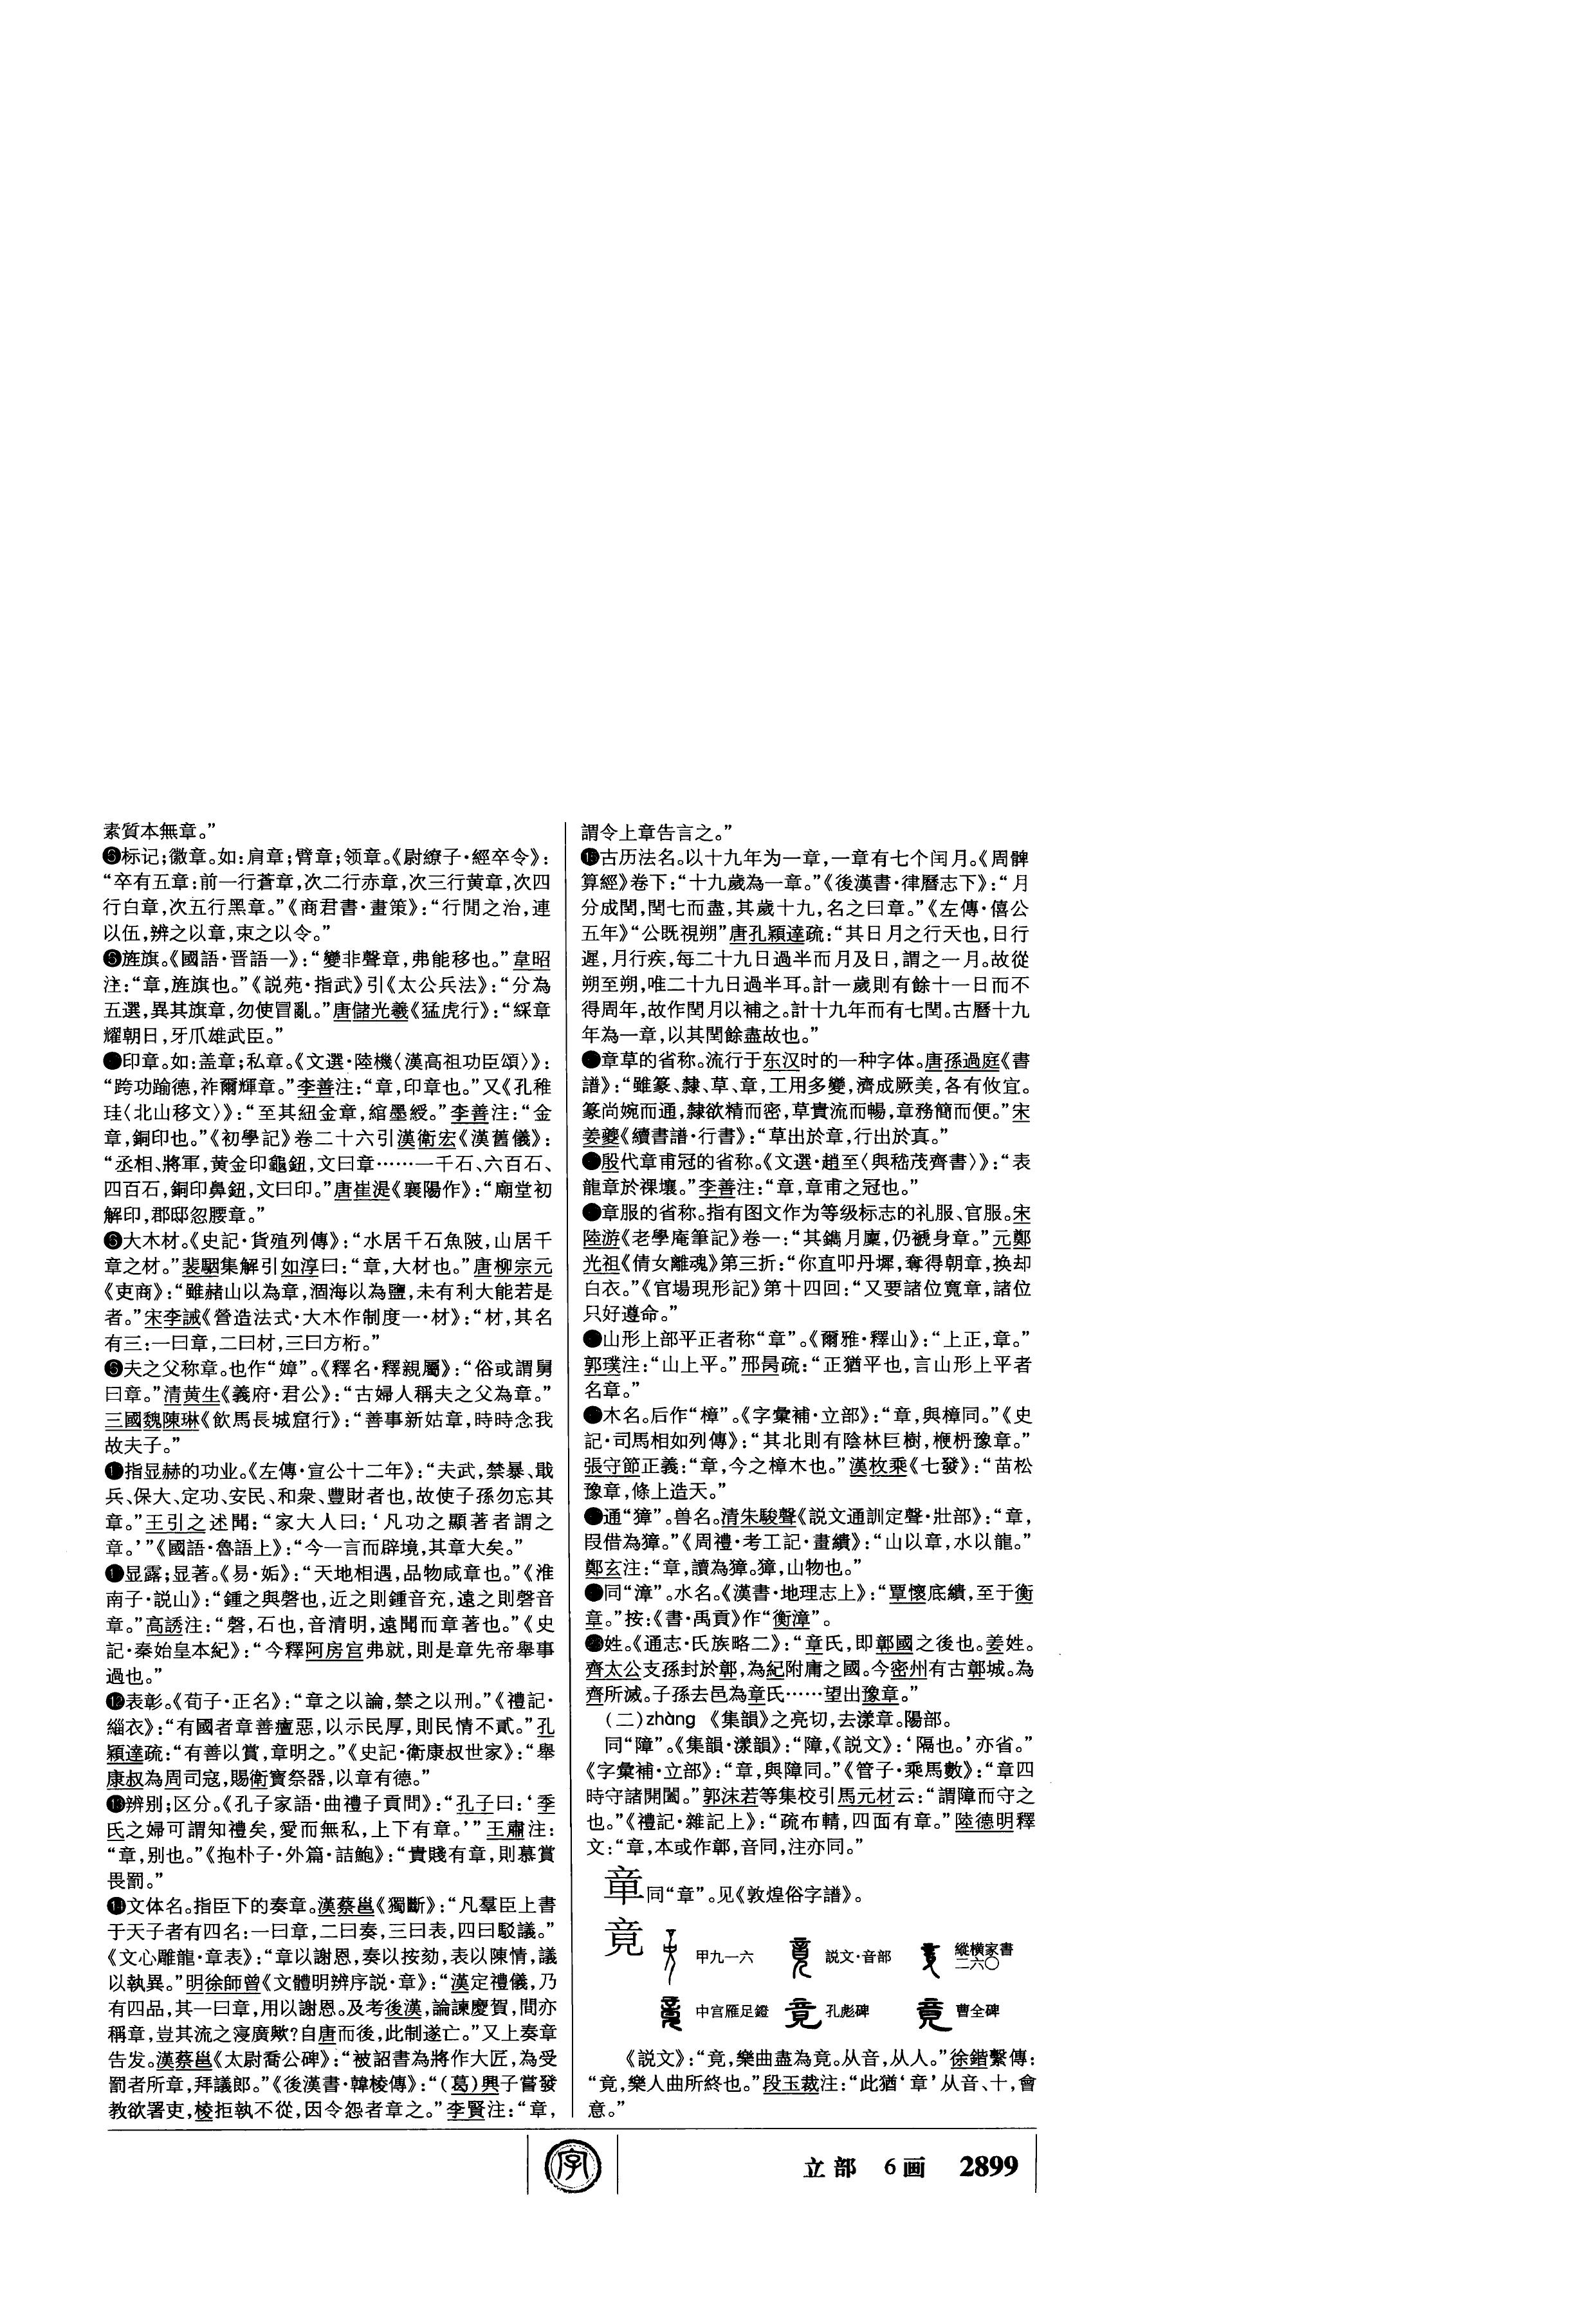 素質本無章。”
❺标记；徽章。如：肩章；臂章；领章。《尉繚子·經卒令》：
“卒有五章：前一行蒼章，次二行赤章，次三行黄章，次四
行白章，次五行黑章。”《商君書·畫策》：“行間之治，連
以伍，辨之以章，束之以令。”
旌旗。《國語·晋語一》：“變非聲章，弗能移也。”韋昭
注：“章，旌旗也。”《説苑·指武》引《太公兵法》：“分為
五選，異其旗章，勿使冒亂。”唐儲光羲《猛虎行》：“綵章
耀朝日，牙爪雄武臣。”
印章。如：盖章；私章。《文選·陸機〈漢高祖功臣頌〉》：
“跨功踰德，祚爾輝章。”李善注：“章，印章也。”又《孔稚
珪〈北山移文〉》：“至其紐金章，綰墨綬。”李善注：“金
章，銅印也。”《初學記》卷二十六引漢衛宏《漢舊儀》：
“丞相、將軍，黄金印龜鈕，文曰章……一千石、六百石、
四百石，銅印鼻鈕，文曰印。”唐崔湜《襄陽作》：“廟堂初
解印，郡邸忽腰章。”
大木材。《史記·貨殖列傳》：“水居千石魚陂，山居千
章之材。”裴駰集解引如淳曰：“章，大材也。”唐柳宗元
《吏商》：“雖赭山以為章，涸海以為鹽，未有利大能若是
者。”宋李誡《營造法式·大木作制度一·材》：“材，其名
有三：一曰章，二曰材，三曰方桁。”
夫之父称章。也作“嫜”。《釋名·釋親屬》：“俗或謂舅
曰章。”清黄生《義府·君公》：“古婦人稱夫之父為章。”
三國魏陳琳《飲馬長城窟行》：“善事新姑章，時時念我
故夫子。”
指显赫的功业。《左傳·宣公十二年》：“夫武，禁暴、戢
兵、保大、定功、安民、和衆、豐財者也，故使子孫勿忘其
章。”王引之述聞：“家大人曰：‘凡功之顯著者謂之
章。’”《國語·魯語上》：“今一言而辟境，其章大矣。”
显露；显著。《易·姤》：“天地相遇，品物咸章也。”《淮
南子·説山》：“鍾之與磬也，近之則鍾音充，遠之則磬音
章。”高誘注：“磬，石也，音清明，遠聞而章著也。”《史
記·秦始皇本紀》：“今釋阿房宫弗就，則是章先帝舉事
過也。”
⓬表彰。《荀子·正名》：“章之以論，禁之以刑。”《禮記·
緇衣》：“有國者章善癉惡，以示民厚，則民情不貳。”孔
穎達疏：“有善以賞，章明之。”《史記·衛康叔世家》：“舉
康叔為周司寇，賜衛寶祭器，以章有德。”
⓭辨别；区分。《孔子家語·曲禮子貢問》：“孔子曰：‘季
氏之婦可謂知禮矣，愛而無私，上下有章。’”王肅注：
“章，别也。”《抱朴子·外篇·詰鮑》：“貴賤有章，則慕賞
畏罰。”
⓮文体名。指臣下的奏章。漢蔡邕《獨斷》：“凡羣臣上書
于天子者有四名：一曰章，二曰奏，三曰表，四曰駁議。”
《文心雕龍·章表》：“章以謝恩，奏以按劾，表以陳情，議
以執異。”明徐師曾《文體明辨序説·章》：“漢定禮儀，乃
有四品，其一曰章，用以謝恩。及考後漢，論諫慶賀，間亦
稱章，豈其流之寖廣歟？自唐而後，此制遂亡。”又上奏章
告发。漢蔡邕《太尉喬公碑》：“被詔書為將作大匠，為受
罰者所章，拜議郎。”《後漢書·韓棱傳》：“(葛)興子嘗發
教欲署吏，棱拒執不從，因令怨者章之。”李賢注：“章，
謂令上章告言之。”
⓯古历法名。以十九年为一章，一章有七个闰月。《周髀
算經》卷下：“十九歲為一章。”《後漢書·律曆志下》：“月
分成閏，閏七而盡，其歲十九，名之曰章。”《左傳·僖公
五年》“公既視朔”唐孔穎達疏：“其日月之行天也，日行
遲，月行疾，每二十九日過半而月及日，謂之一月。故從
朔至朔，唯二十九日過半耳。計一歲則有餘十一日而不
得周年，故作閏月以補之。計十九年而有七閏。古曆十九
年為一章，以其閏餘盡故也。”
章草的省称。流行于东汉时的一种字体。唐孫過庭《書
譜》：“雖篆、隸、草、章，工用多變，濟成厥美，各有攸宜。
篆尚婉而通，隸欲精而密，草貴流而暢，章務簡而便。”宋
姜夔《續書譜·行書》：“草出於章，行出於真。”
殷代章甫冠的省称。《文選·趙至〈與嵇茂齊書〉》：“表
龍章於裸壤。”李善注：“章，章甫之冠也。”
章服的省称。指有图文作为等级标志的礼服、官服。宋
陸游《老學庵筆記》卷一：“其鐫月廩，仍褫身章。”元鄭
光祖《倩女離魂》第三折：“你直叩丹墀，奪得朝章，换却
白衣。”《官場現形記》第十四回：“又要諸位寬章，諸位
只好遵命。”
山形上部平正者称“章”。《爾雅·釋山》：“上正，章。”
郭璞注：“山上平。”邢昺疏：“正猶平也，言山形上平者
名章。”
木名。后作“樟”。《字彙補·立部》：“章，與樟同。”《史
記·司馬相如列傳》：“其北則有陰林巨樹，楩枬豫章。”
張守節正義：“章，今之樟木也。”漢枚乘《七發》：“苗松
豫章，條上造天。”
通“獐”。兽名。清朱駿聲《説文通訓定聲·壯部》：“章，
叚借為獐。”《周禮·考工記·畫繢》：“山以章，水以龍。”
鄭玄注：“章，讀為獐。獐，山物也。”
同“漳”。水名。《漢書·地理志上》：“覃懷底績，至于衡
章。”按：《書·禹貢》作“衡漳”。
姓。《通志·氏族略二》：“章氏，即鄣國之後也。姜姓。
齊太公支孫封於鄣，為紀附庸之國。今密州有古鄣城。為
齊所滅。子孫去邑為章氏……望出豫章。”
（二）zhàng 《集韻》之亮切，去漾章。陽部。
同“障”。《集韻·漾韻》：“障，《説文》：‘隔也。’亦省。”
《字彙補·立部》：“章，與障同。”《管子·乘馬數》：“章四
時守諸開闔。”郭沫若等集校引馬元材云：“謂障而守之
也。”《禮記·雜記上》：“疏布輤，四面有章。”陸德明釋
文：“章，本或作鄣，音同，注亦同。”
同“章”。见《敦煌俗字譜》。
竟 甲九一六 説文·音部 縱横家書二六〇
中宫雁足鐙 孔彪碑 曹全碑
《説文》：“竟，樂曲盡為竟。从音，从人。”徐鍇繫傳：
“竟，樂人曲所終也。”段玉裁注：“此猶‘章’从音、十，會
意。”
字
立部 6画 2899